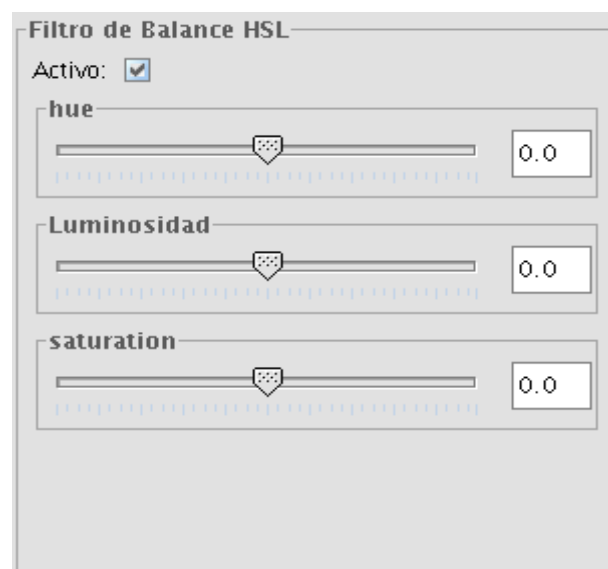 Filtro de Balance HSL
Activo:
hue
0.0
Luminosidad
0.0
saturation
0.0